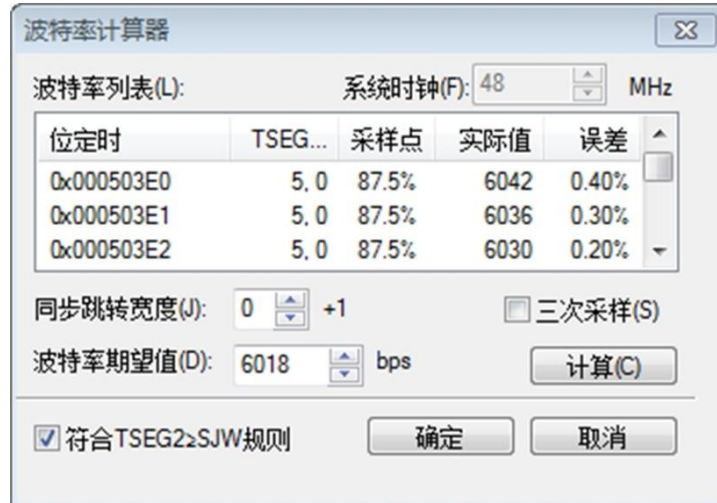 波特率计算器
波特率列表(L): 系统时钟(F): 48 MHz
位定时 TSEG... 采样点 实际值 误差
0x000503E0 5, 0 87.5% 6042 0.40%
0x000503E1 5, 0 87.5% 6036 0.30%
0x000503E2 5, 0 87.5% 6030 0.20%
同步跳转宽度(J): 0 +1 三次采样(S)
波特率期望值(D): 6018 bps 计算(C)
符合TSEG2≥SJW规则 确定 取消